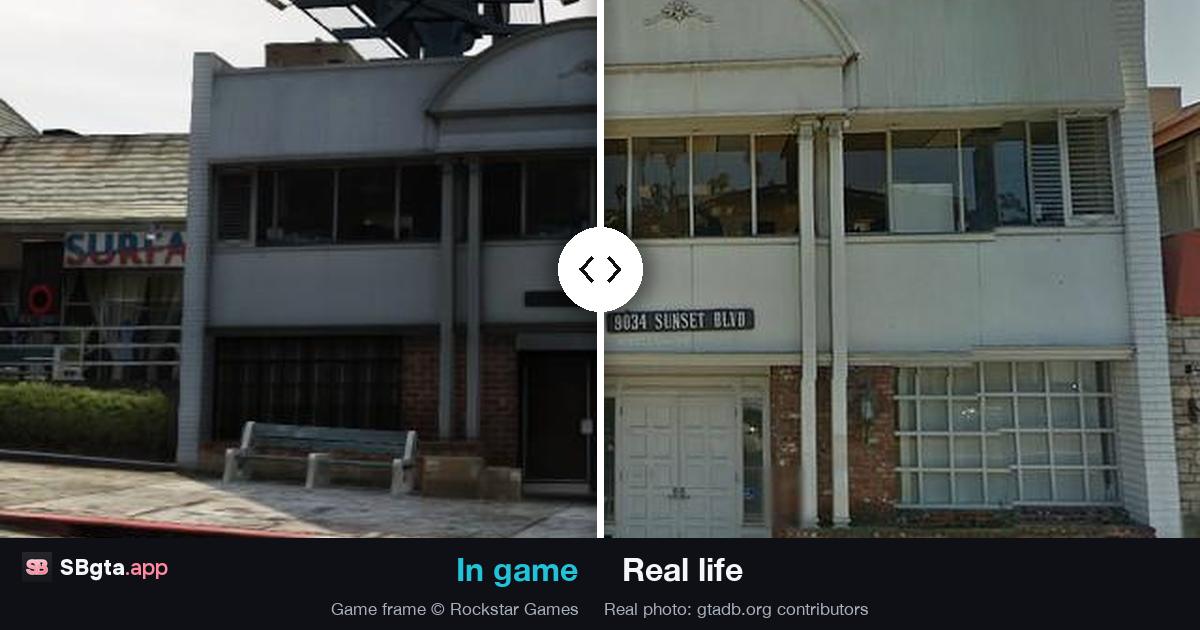 SURFA
9034 SUNSET BLVD
SB SBgta.app
In game
Real life
Game frame © Rockstar Games
Real photo: gtadb.org contributors